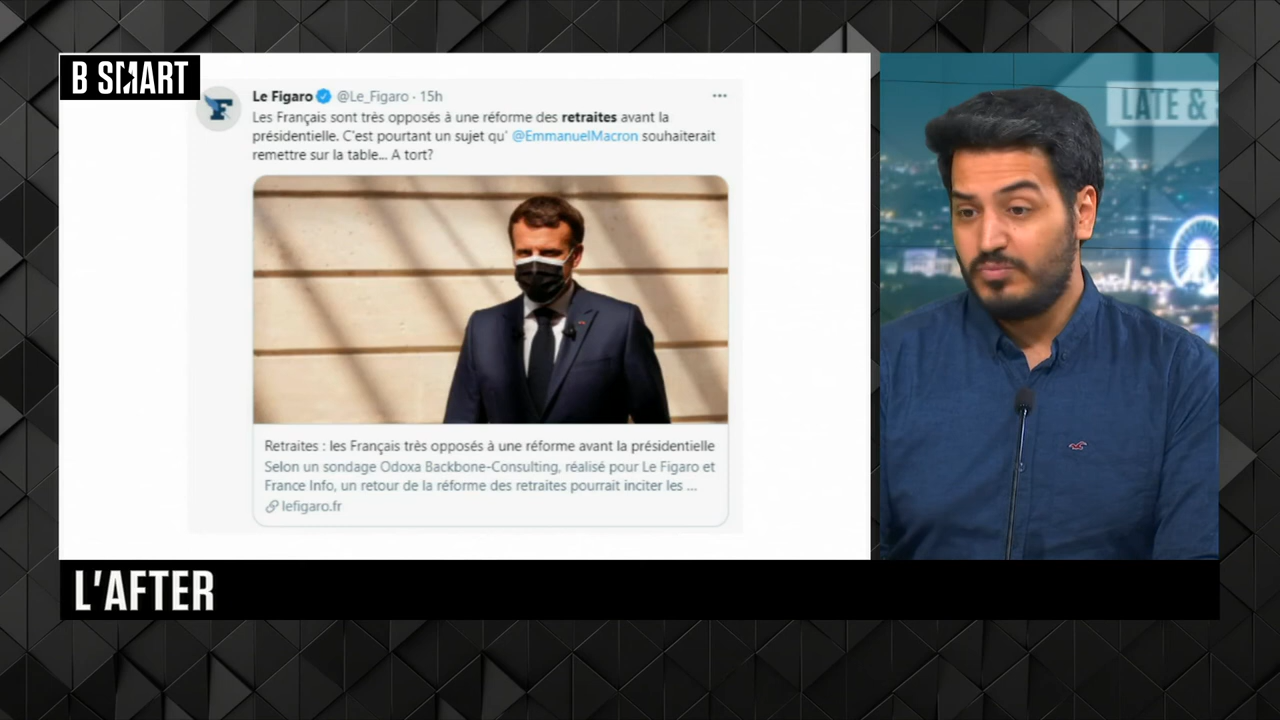 B SMART
Le Figaro @Le_Figaro · 15h
Les Français sont très opposés à une réforme des retraites avant la
présidentielle. C'est pourtant un sujet qu' @EmmanuelMacron souhaiterait
remettre sur la table... A tort?
Retraites : les Français très opposés à une réforme avant la présidentielle
Selon un sondage Odoxa Backbone-Consulting, réalisé pour Le Figaro et
France Info, un retour de la réforme des retraites pourrait inciter les ...
lefigaro.fr
LATE &
L'AFTER